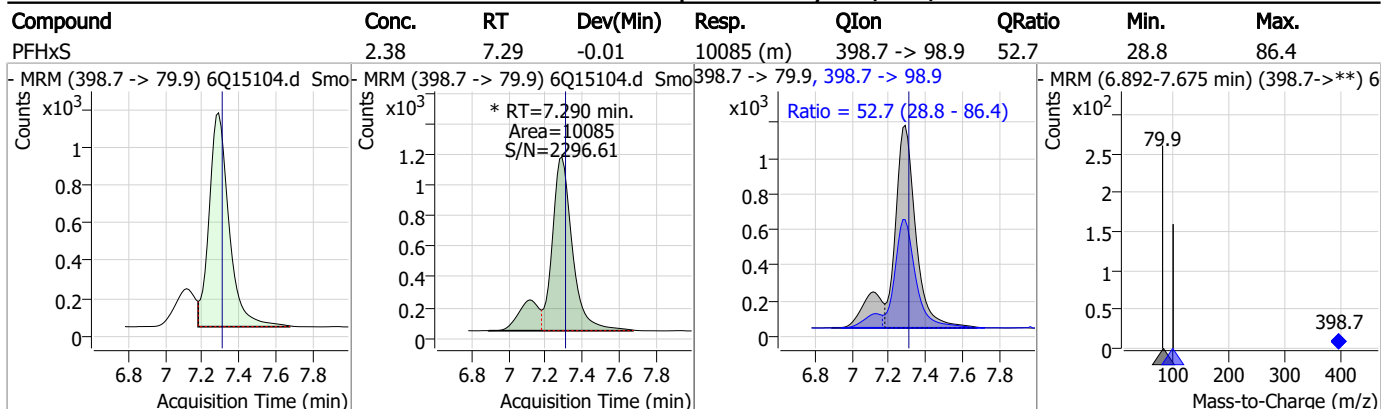 Compound Conc. RT Dev(Min) Resp. QIon QRatio Min. Max.
PFHxS 2.38 7.29 -0.01 10085 (m) 398.7 -> 98.9 52.7 28.8 86.4
- MRM (398.7 -> 79.9) 6Q15104.d Smo
Counts
x10³
1
0.8
0.6
0.4
0.2
0
6.8 7 7.2 7.4 7.6 7.8
Acquisition Time (min)
- MRM (398.7 -> 79.9) 6Q15104.d Smo
Counts
x10³
* RT=7.290 min.
Area=10085
S/N=2296.61
1.2
1
0.8
0.6
0.4
0.2
0
6.8 7 7.2 7.4 7.6 7.8
Acquisition Time (min)
398.7 -> 79.9, 398.7 -> 98.9
x10³
Ratio = 52.7 (28.8 - 86.4)
1
0.8
0.6
0.4
0.2
0
6.8 7 7.2 7.4 7.6 7.8
Acquisition Time (min)
- MRM (6.892-7.675 min) (398.7->**) 6
Counts
x10²
79.9
2.5
2
1.5
1
0.5
0
398.7
100 200 300 400
Mass-to-Charge (m/z)